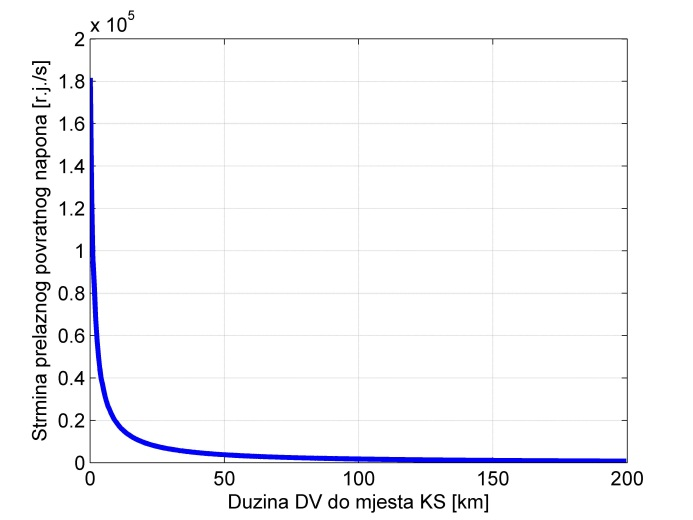 x 10^5
2
1.8
1.6
1.4
1.2
1
0.8
0.6
0.4
0.2
0
Strmina prelaznog povratnog napona [r.j./s]
0 50 100 150 200
Duzina DV do mjesta KS [km]